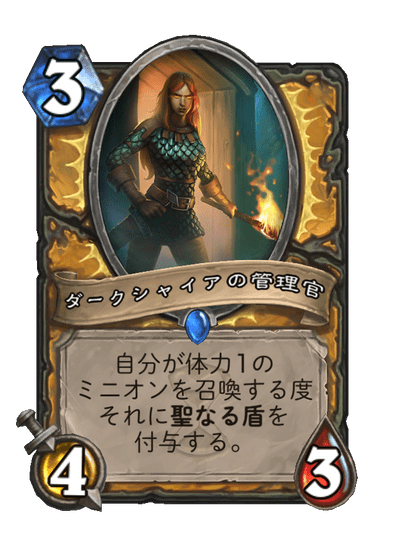 3
ダークシャイアの管理官
自分が体力1の
ミニオンを召喚する度
それに聖なる盾を
付与する。
4
3